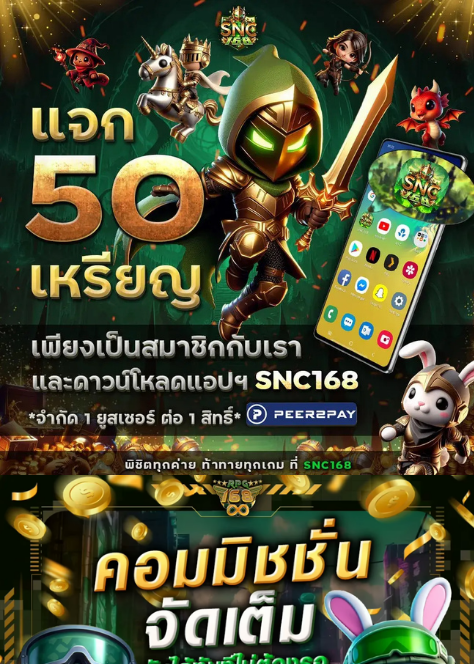 SNC
168
แจก
50
เหรียญ
SNC
168
เพียงเป็นสมาชิกกับเรา
และดาวน์โหลดแอปฯ SNC168
*จำกัด 1 ยูสเซอร์ ต่อ 1 สิทธิ์* PEER2PAY
พิชิตทุกค่าย ท้าทายทุกเกม ที่ SNC168
RPG
168
คอมมิชชั่น
จัดเต็ม